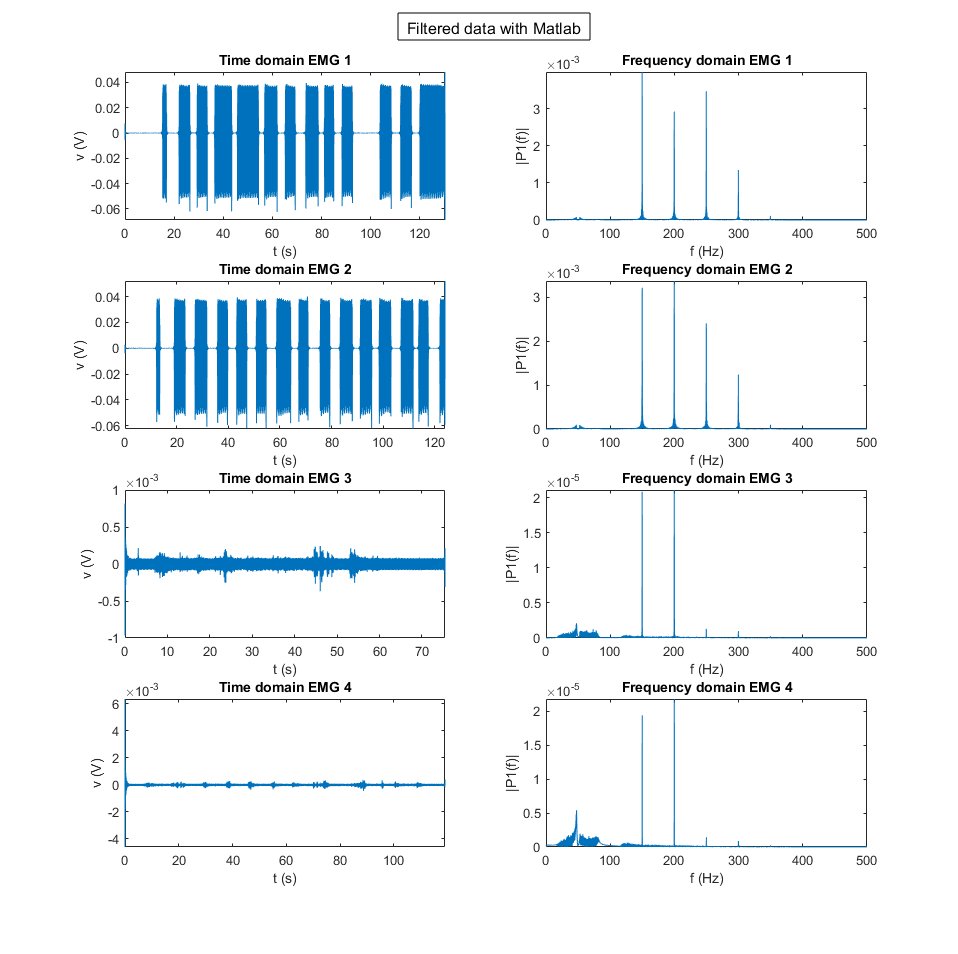 Filtered data with Matlab
Time domain EMG 1
0.04
0.02
0
-0.02
-0.04
-0.06
v (V)
0 20 40 60 80 100 120
t (s)
Frequency domain EMG 1
×10-3
3
2
1
0
|P1(f)|
0 100 200 300 400 500
f (Hz)
Time domain EMG 2
0.04
0.02
0
-0.02
-0.04
-0.06
v (V)
0 20 40 60 80 100 120
t (s)
Frequency domain EMG 2
×10-3
3
2
1
0
|P1(f)|
0 100 200 300 400 500
f (Hz)
Time domain EMG 3
×10-3
1
0.5
0
-0.5
-1
v (V)
0 10 20 30 40 50 60 70
t (s)
Frequency domain EMG 3
×10-5
2
1.5
1
0.5
0
|P1(f)|
0 100 200 300 400 500
f (Hz)
Time domain EMG 4
×10-3
6
4
2
0
-2
-4
v (V)
0 20 40 60 80 100
t (s)
Frequency domain EMG 4
×10-5
2
1.5
1
0.5
0
|P1(f)|
0 100 200 300 400 500
f (Hz)